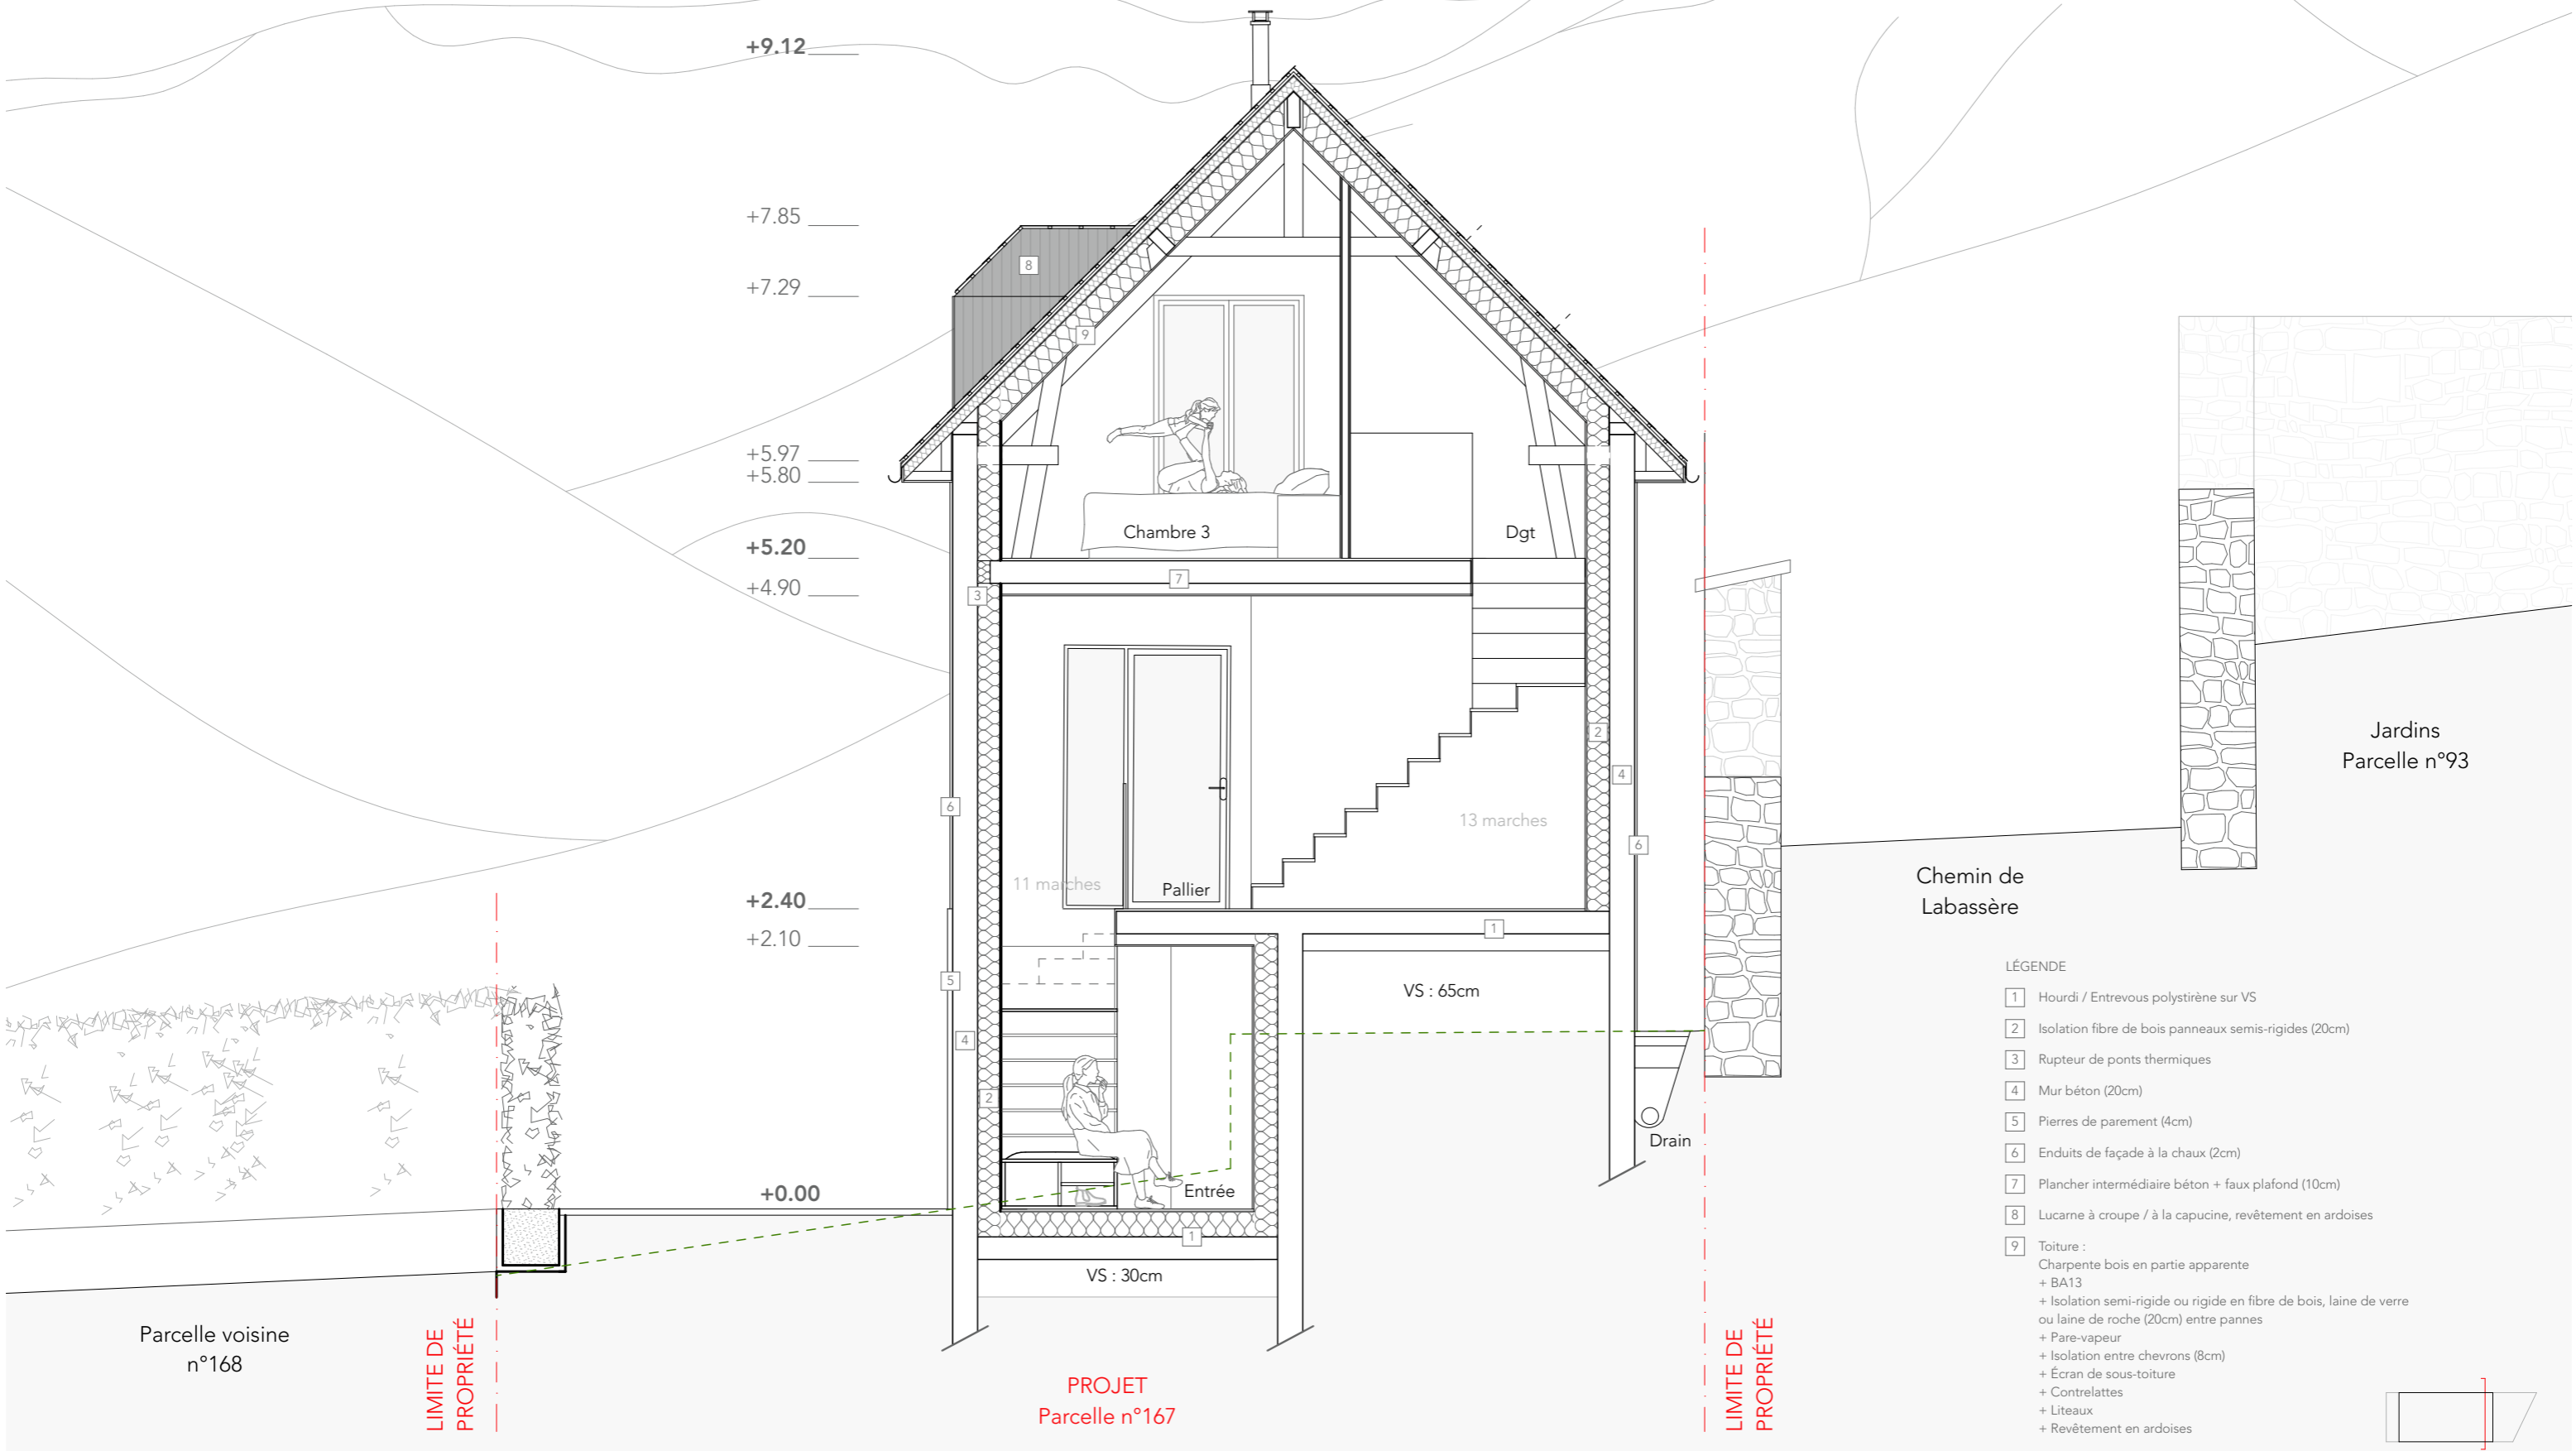 +9.12
+7.85
8
+7.29
9
+5.97
+5.80
Chambre 3
Dgt
+5.20
7
+4.90
3
2
4
6
13 marches
6
11 marches
Pallier
+2.40
1
+2.10
5
VS : 65cm
4
2
Drain
+0.00
Entrée
1
VS : 30cm
Jardins
Parcelle n°93
Chemin de
Labassère
Parcelle voisine
n°168
LIMITE DE
PROPRIÉTÉ
PROJET
Parcelle n°167
LIMITE DE
PROPRIÉTÉ
LÉGENDE
1 Hourdi / Entrevous polystirène sur VS
2 Isolation fibre de bois panneaux semis-rigides (20cm)
3 Rupteur de ponts thermiques
4 Mur béton (20cm)
5 Pierres de parement (4cm)
6 Enduits de façade à la chaux (2cm)
7 Plancher intermédiaire béton + faux plafond (10cm)
8 Lucarne à croupe / à la capucine, revêtement en ardoises
9 Toiture :
Charpente bois en partie apparente
+ BA13
+ Isolation semi-rigide ou rigide en fibre de bois, laine de verre
ou laine de roche (20cm) entre pannes
+ Pare-vapeur
+ Isolation entre chevrons (8cm)
+ Écran de sous-toiture
+ Contrelattes
+ Liteaux
+ Revêtement en ardoises